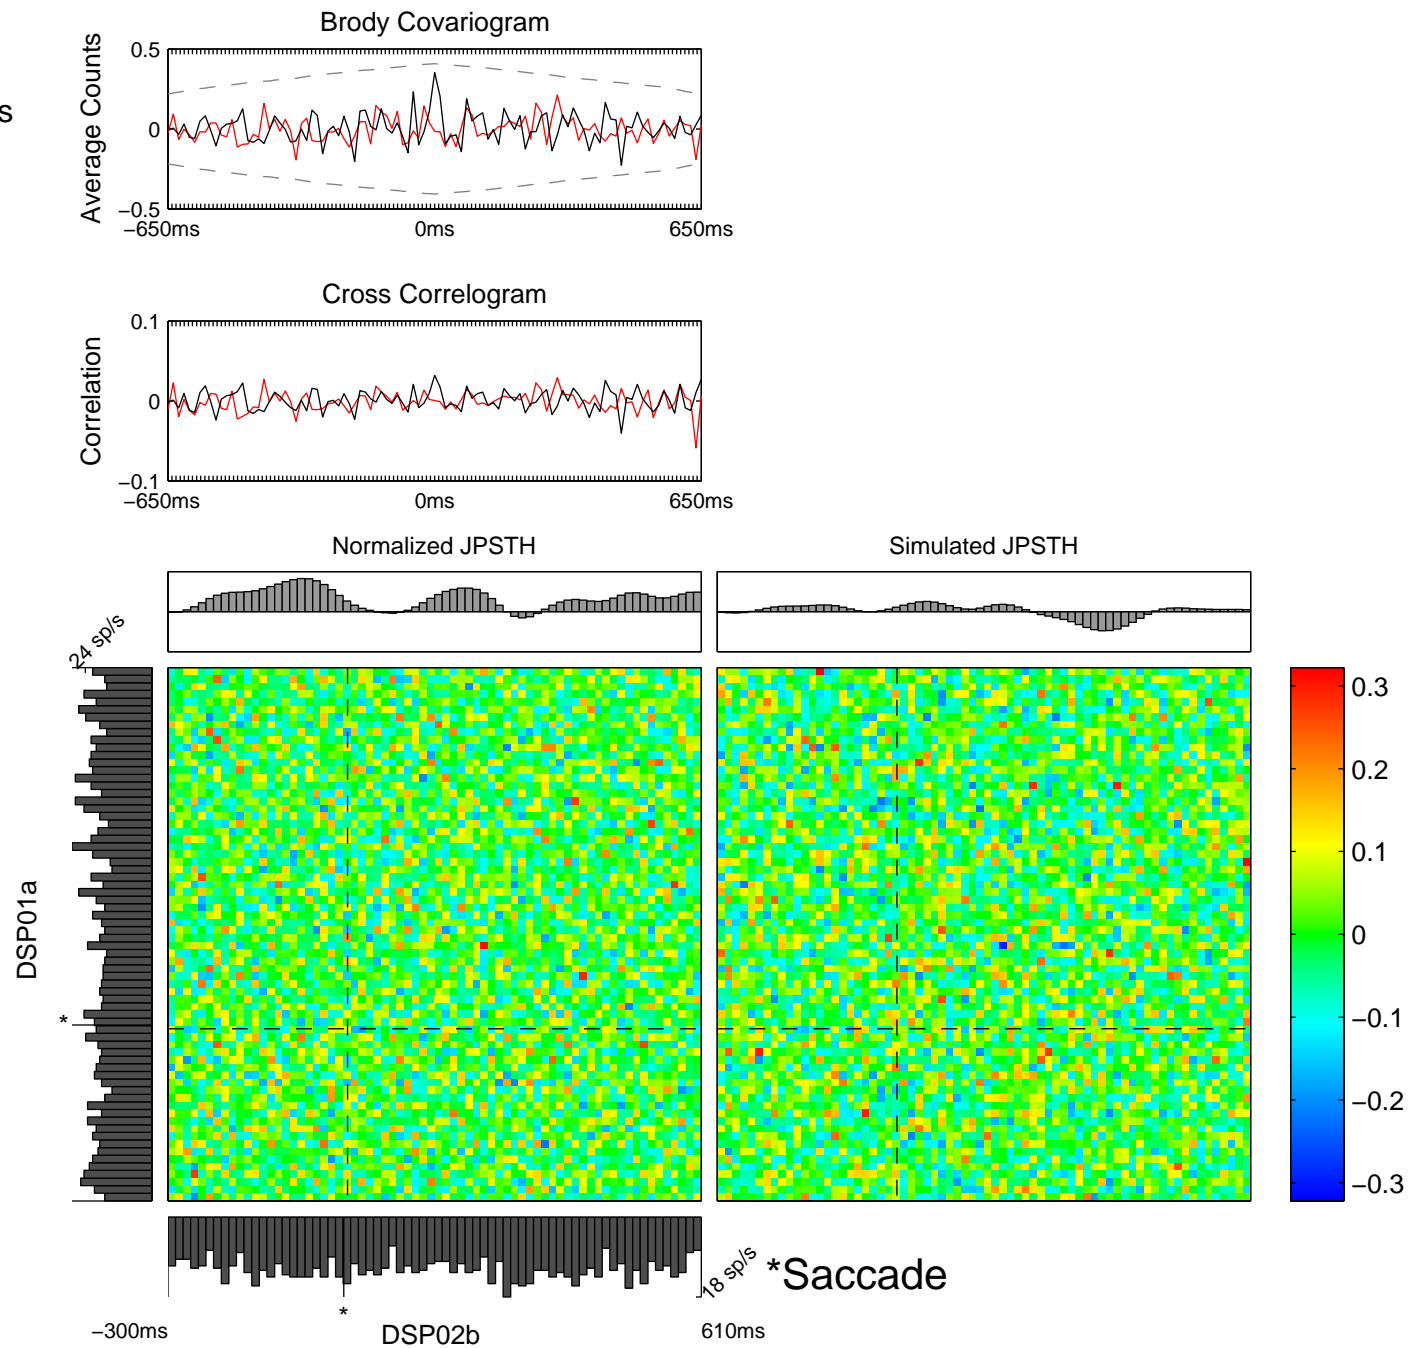 Brody Covariogram
s
Average Counts
0.5
0
−0.5
−650ms
0ms
650ms
Cross Correlogram
Correlation
0.1
0
−0.1
−650ms
0ms
650ms
Normalized JPSTH
Simulated JPSTH
24 sp/s
DSP01a
*
0.3
0.2
0.1
0
−0.1
−0.2
−0.3
18 sp/s
*Saccade
*
−300ms
DSP02b
610ms